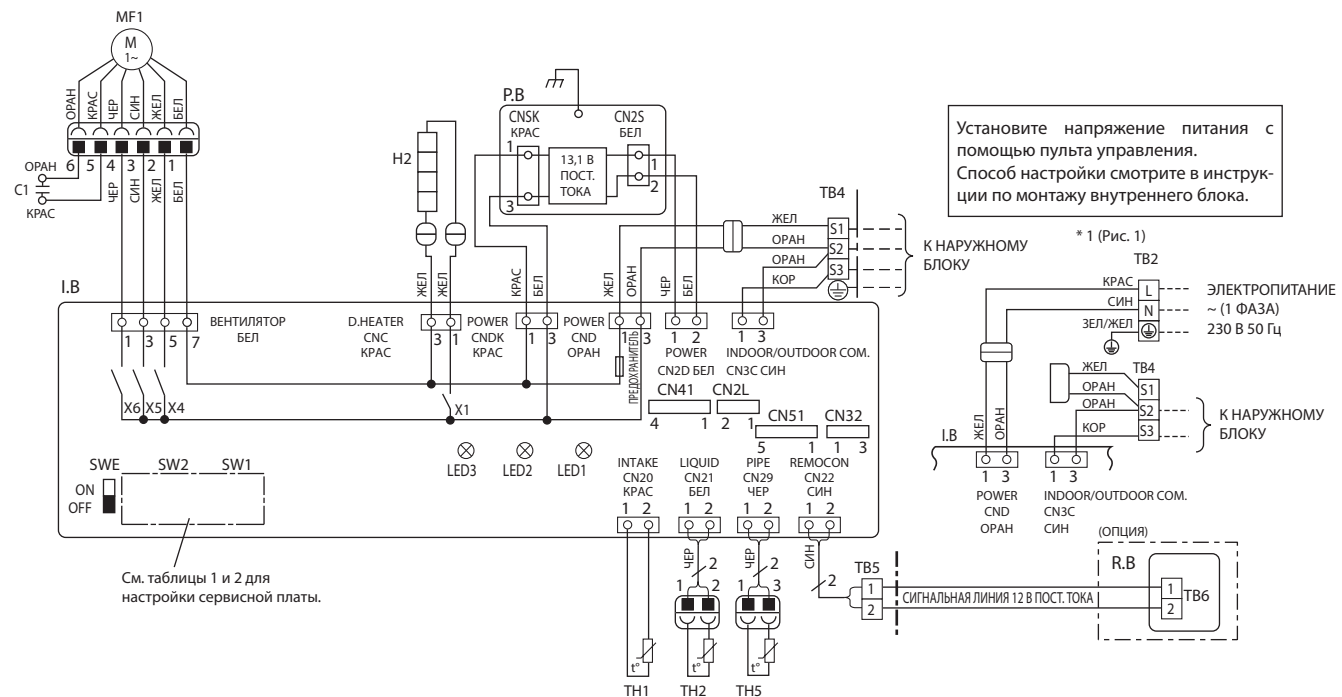 MF1
M
1~
ОРАН
КРАС
ЧЕР
СИН
ЖЕЛ
БЕЛ
6 5 4 3 2 1
ОРАН
C1
КРАС
ЧЕР
СИН
ЖЕЛ
БЕЛ
H2
ЖЕЛ
ЖЕЛ
P.B
CNSK
КРАС
CN2S
БЕЛ
1
3
13,1 В
ПОСТ.
ТОКА
1
2
КРАС
БЕЛ
ЖЕЛ
ОРАН
ЧЕР
БЕЛ
TB4
ЖЕЛ
S1
ОРАН
S2
ОРАН
S3
КОР
К НАРУЖНОМУ
БЛОКУ
Установите напряжение питания с
помощью пульта управления.
Способ настройки смотрите в инструк-
ции по монтажу внутреннего блока.
* 1 (Рис. 1)
TB2
КРАС
L
СИН
N
ЗЕЛ/ЖЕЛ
ЭЛЕКТРОПИТАНИЕ
~ (1 ФАЗА)
230 В 50 Гц
TB4
ЖЕЛ
S1
ОРАН
ОРАН
S2
КОР
S3
К НАРУЖНОМУ
БЛОКУ
ЖЕЛ
ОРАН
I.B
1 3
1 3
POWER
CND
ОРАН
INDOOR/OUTDOOR COM.
CN3C
СИН
I.B
1 3 5 7
ВЕНТИЛЯТОР
БЕЛ
D.HEATER
CNC
КРАС
3 1
POWER
CNDK
КРАС
1 3
POWER
CND
ОРАН
1 3
ПРЕДОХРАНИТЕЛЬ
1 2
POWER
CN2D БЕЛ
1 3
INDOOR/OUTDOOR COM.
CN3C СИН
X6 X5 X4
X1
CN41
4 1
CN2L
2 1
CN51
5 1
CN32
1 3
LED3 LED2 LED1
SWE SW2 SW1
ON
OFF
См. таблицы 1 и 2 для
настройки сервисной платы.
INTAKE
CN20
КРАС
1 2
LIQUID
CN21
БЕЛ
1 2
PIPE
CN29
ЧЕР
1 2
REMOCON
CN22
СИН
1 2
ЧЕР
2
1 2
ЧЕР
2
1 3
СИН
2
t°
t°
t°
TH1 TH2 TH5
TB5
1
2
СИГНАЛЬНАЯ ЛИНИЯ 12 В ПОСТ. ТОКА
(ОПЦИЯ)
R.B
1
2
TB6